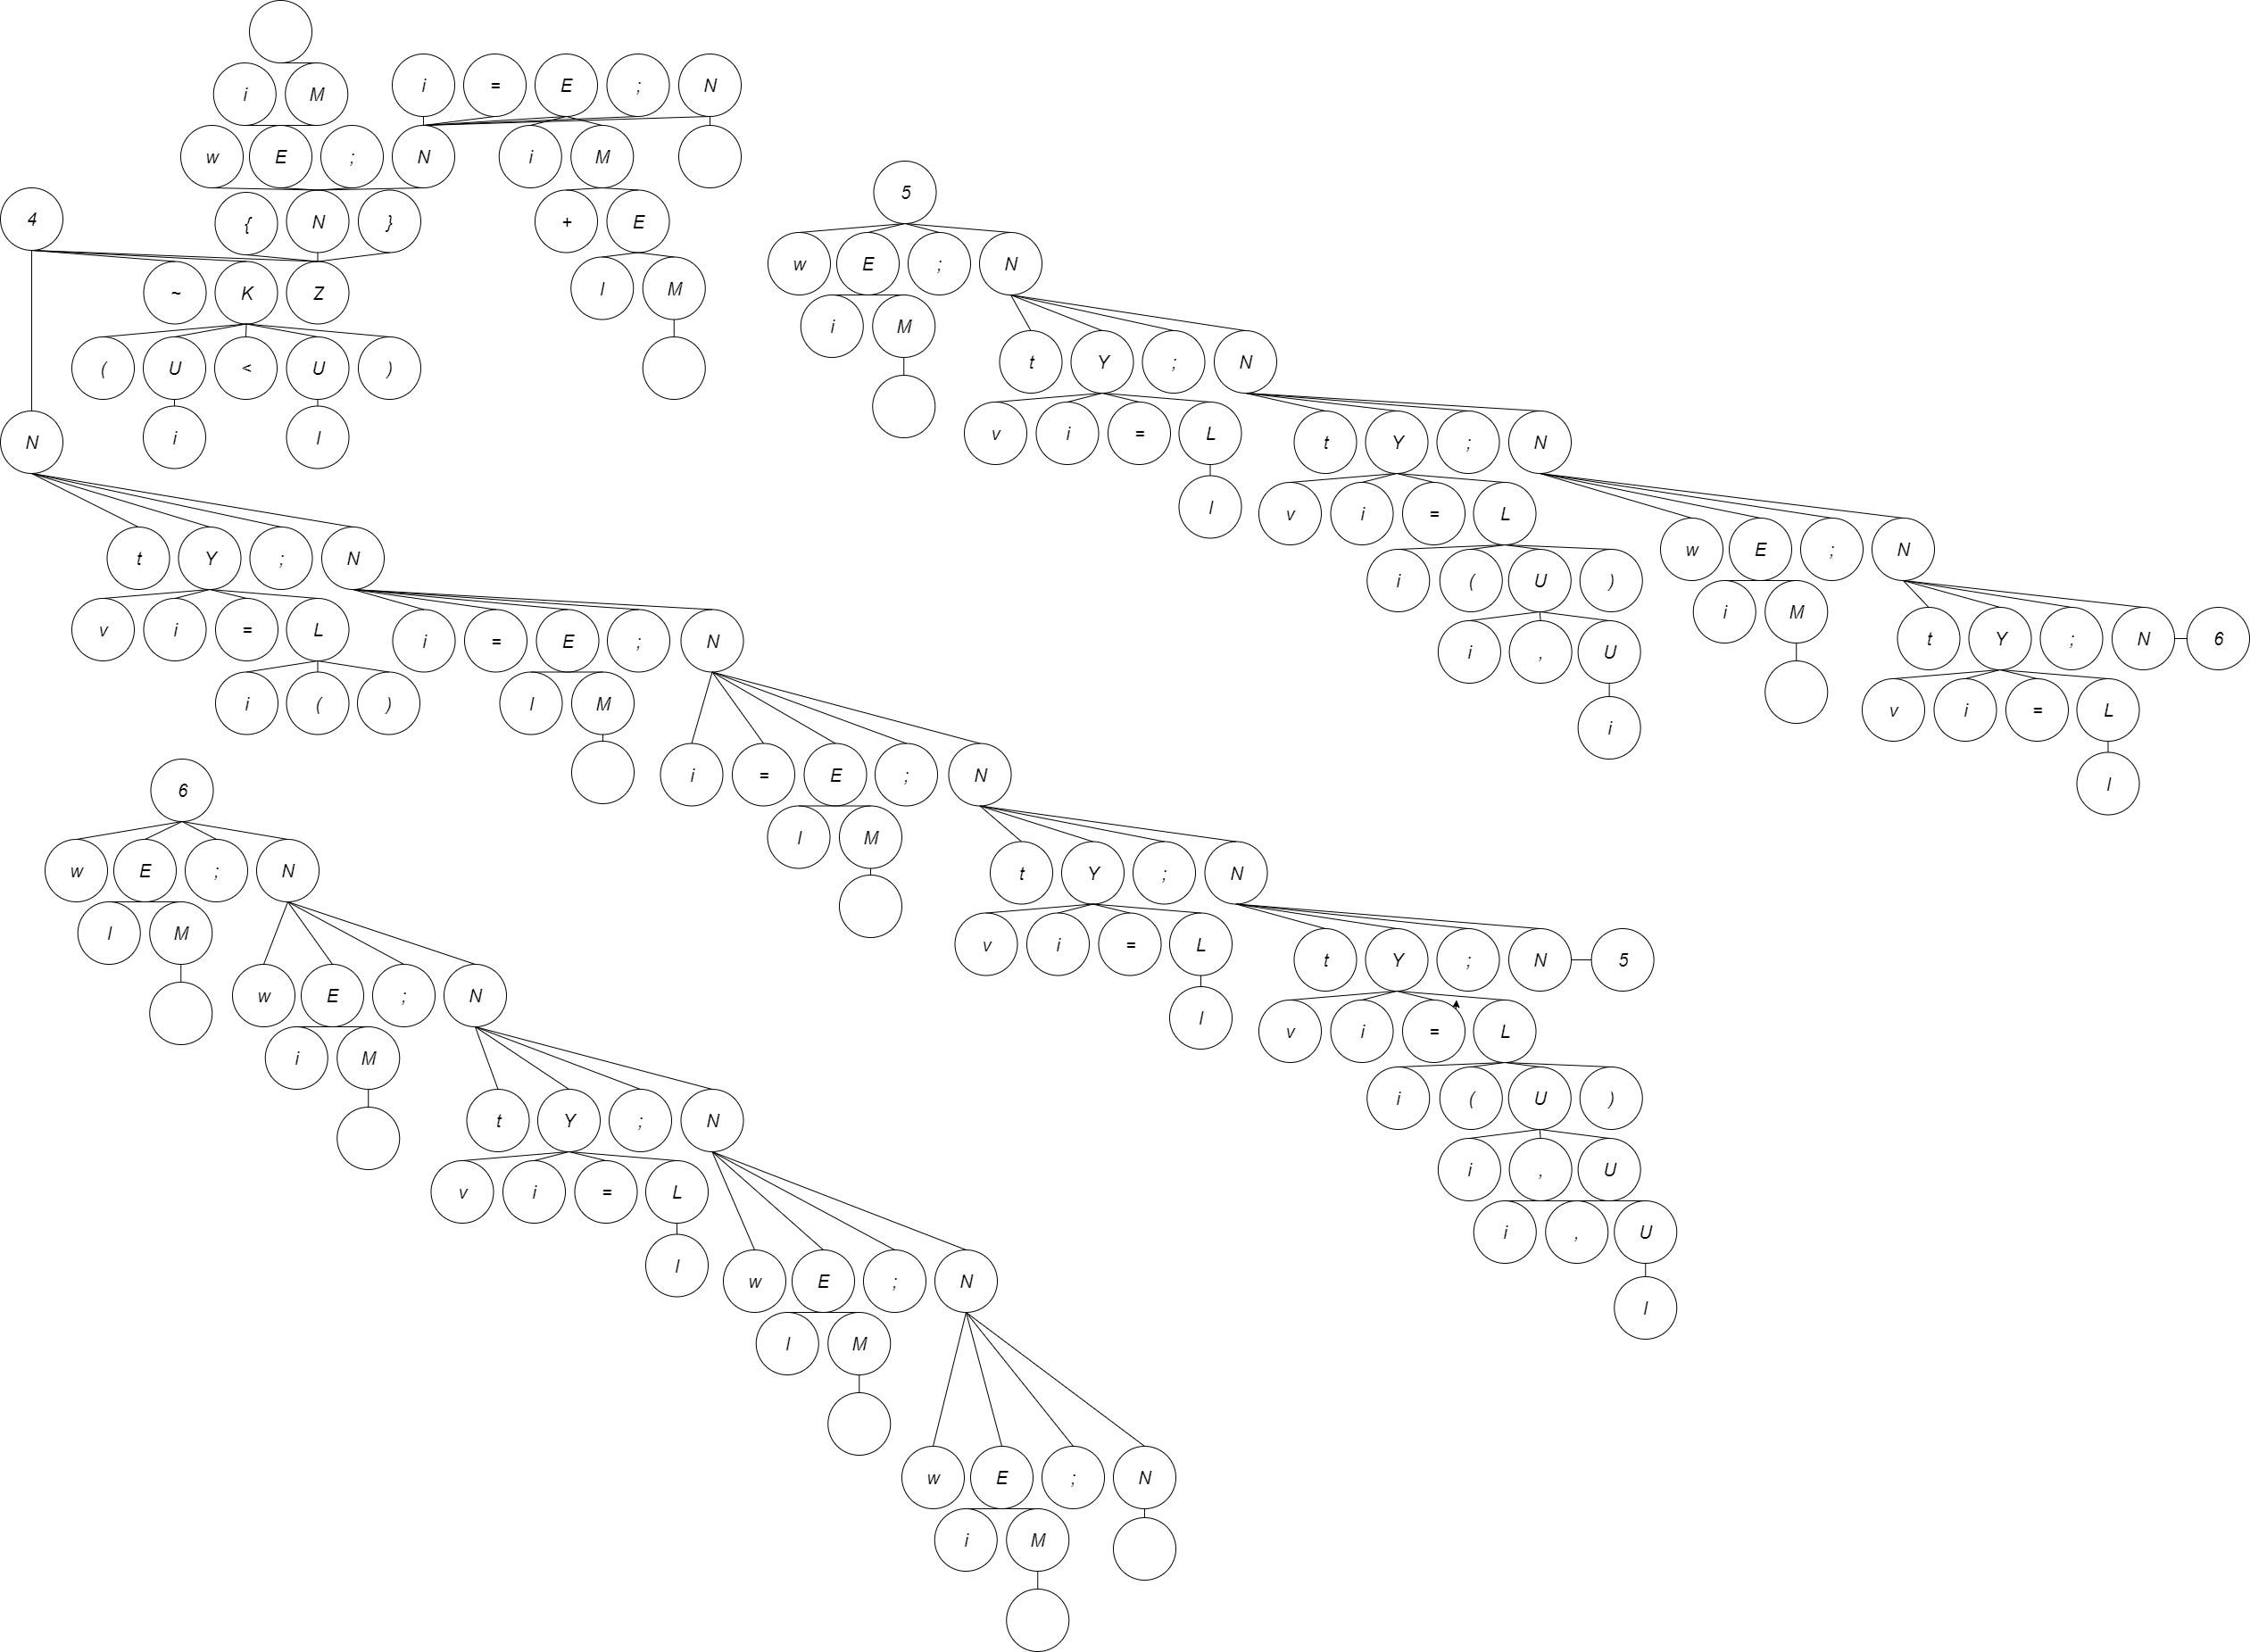 i M
i = E ; N
w E ; N i M
5
4 { N } + E
w E ; N
~ K Z l M
i M
t Y ; N
( U < U )
t Y ; N
v i = L
N i l
l
v i = L
w E ; N
t Y ; N
i ( U )
i M
v i = L i = E ; N
i , U
t Y ; N 6
i ( ) l M
i
v i = L
i = E ; N
l
6
l M
w E ; N
t Y ; N
l M
v i = L
t Y ; N 5
w E ; N
l
v i = L
i M
i ( U )
t Y ; N
i , U
v i = L
i , U
l
w E ; N
l
l M
w E ; N
i M